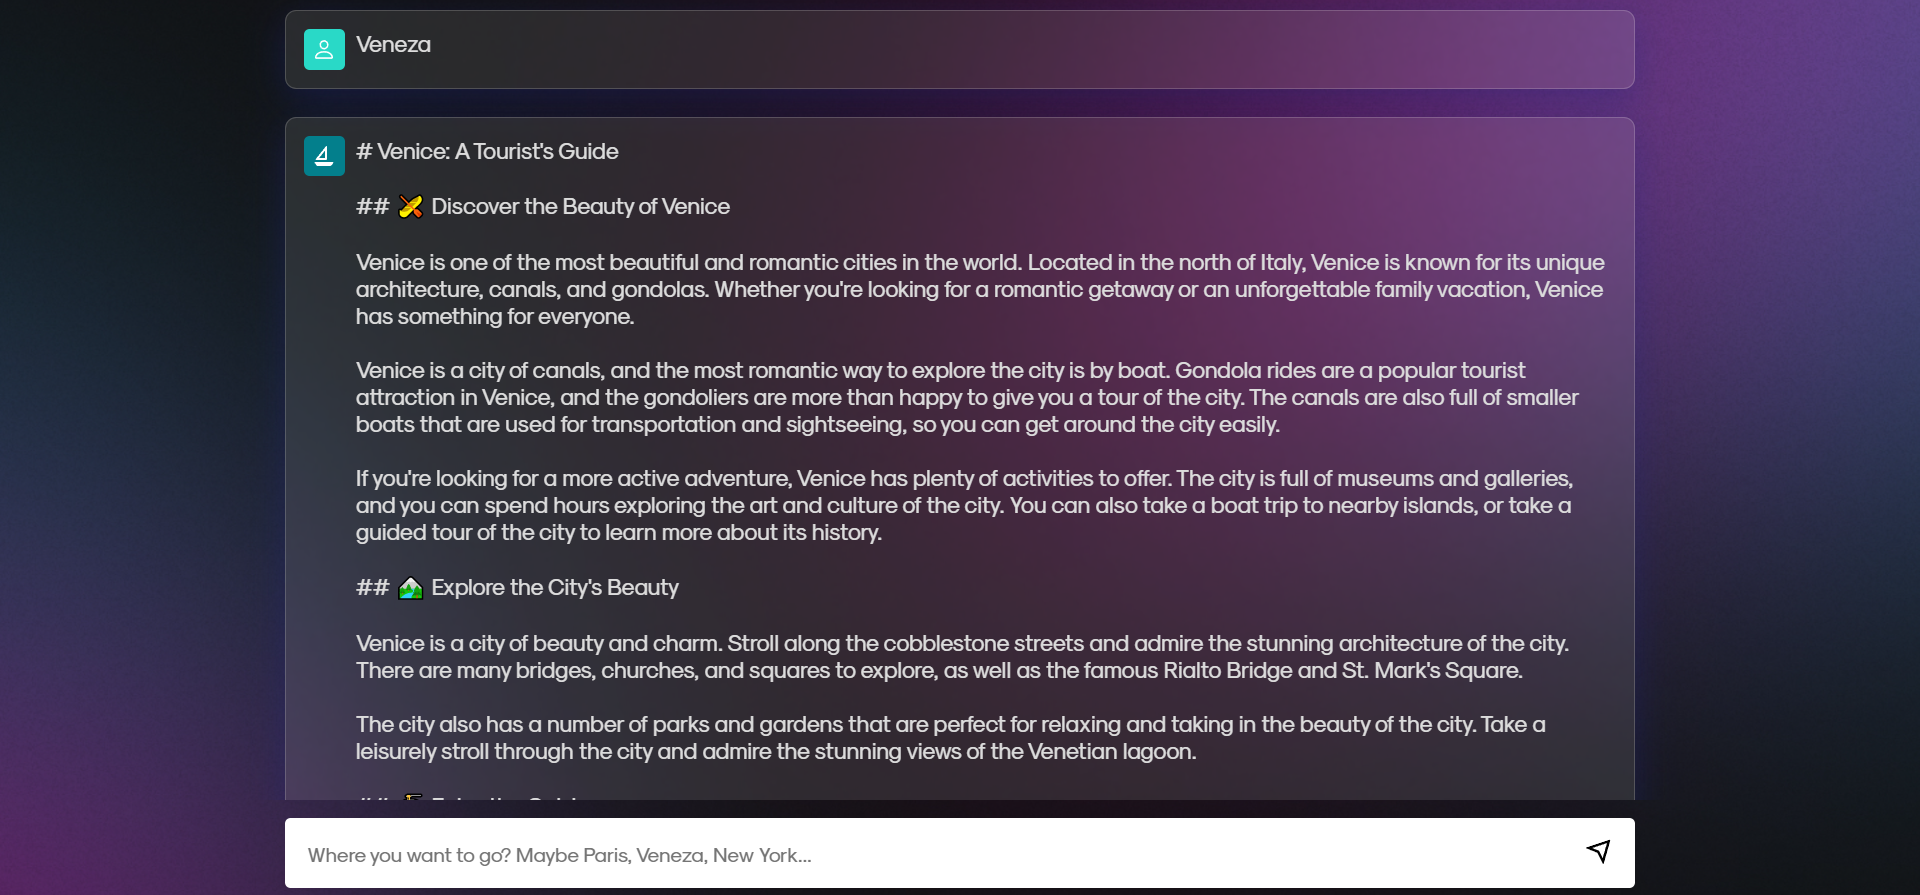 Veneza
# Venice: A Tourist's Guide
## Discover the Beauty of Venice
Venice is one of the most beautiful and romantic cities in the world. Located in the north of Italy, Venice is known for its unique
architecture, canals, and gondolas. Whether you're looking for a romantic getaway or an unforgettable family vacation, Venice
has something for everyone.
Venice is a city of canals, and the most romantic way to explore the city is by boat. Gondola rides are a popular tourist
attraction in Venice, and the gondoliers are more than happy to give you a tour of the city. The canals are also full of smaller
boats that are used for transportation and sightseeing, so you can get around the city easily.
If you're looking for a more active adventure, Venice has plenty of activities to offer. The city is full of museums and galleries,
and you can spend hours exploring the art and culture of the city. You can also take a boat trip to nearby islands, or take a
guided tour of the city to learn more about its history.
## Explore the City's Beauty
Venice is a city of beauty and charm. Stroll along the cobblestone streets and admire the stunning architecture of the city.
There are many bridges, churches, and squares to explore, as well as the famous Rialto Bridge and St. Mark's Square.
The city also has a number of parks and gardens that are perfect for relaxing and taking in the beauty of the city. Take a
leisurely stroll through the city and admire the stunning views of the Venetian lagoon.
Where you want to go? Maybe Paris, Veneza, New York...